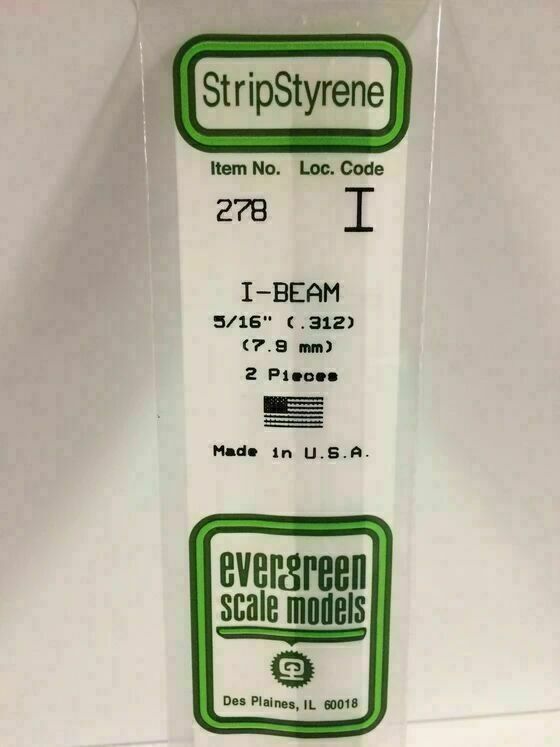 StripStyrene
Item No. Loc. Code
278 I
I-BEAM
5/16" (.312)
(7.9 mm)
2 Pieces
Made in U.S.A.
evergreen
scale models
Des Plaines, IL 60018